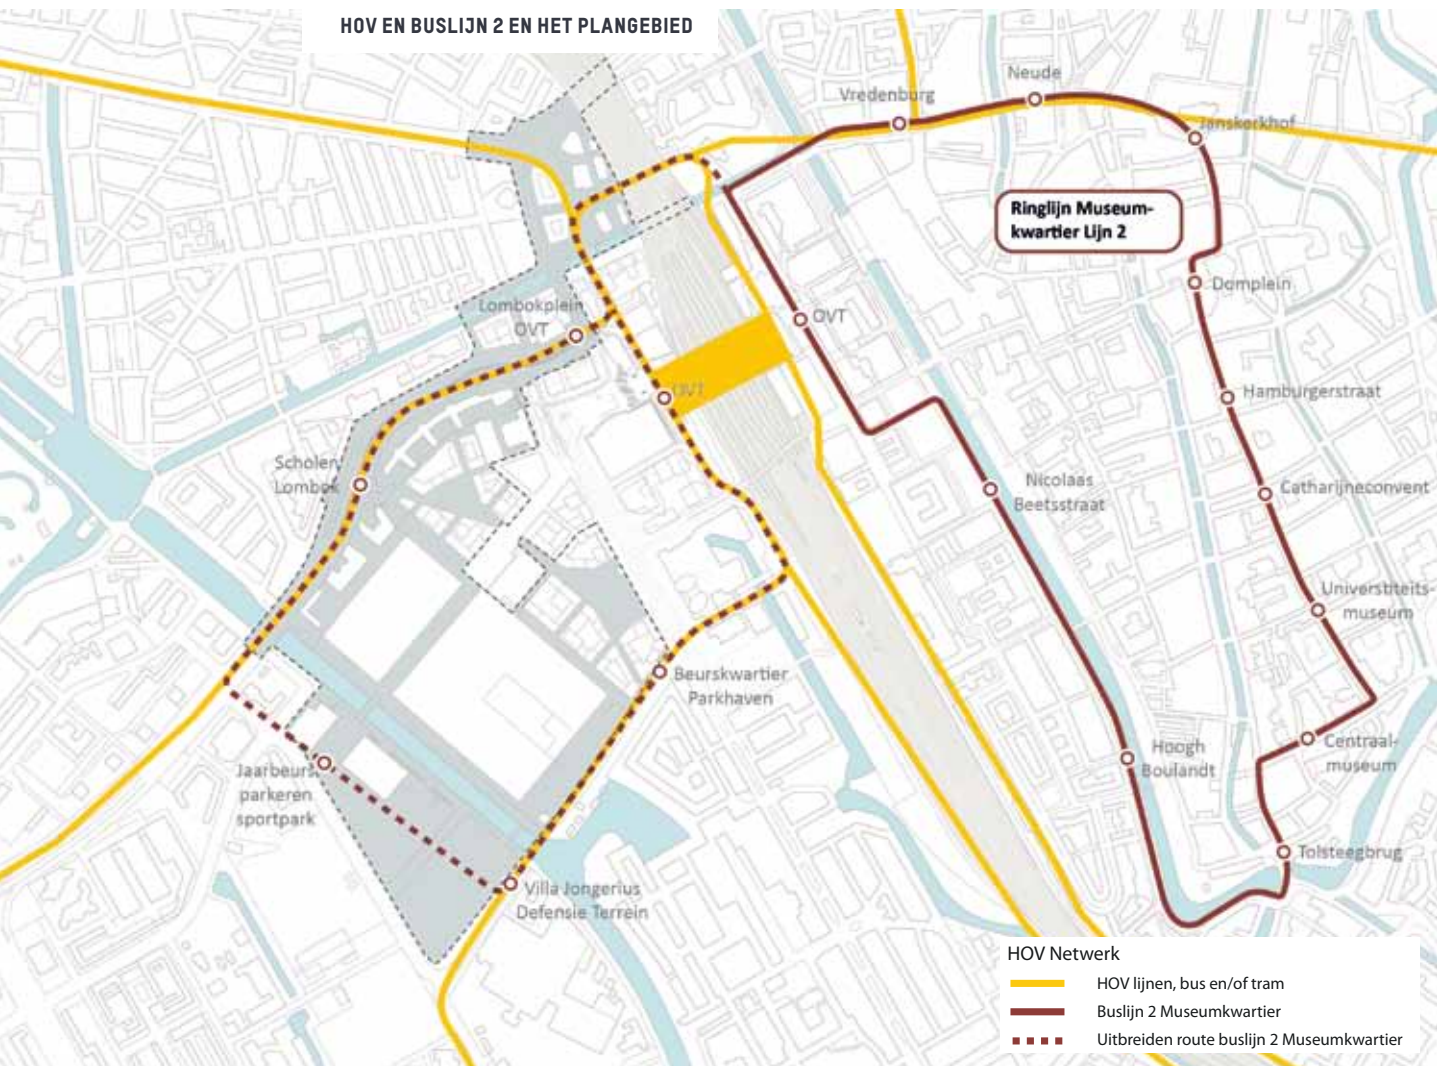 HOV EN BUSLIJN 2 EN HET PLANGEBIED
Neude
Vredenburg
Janskerkhof
Ringlijn Museum-
kwartier Lijn 2
Domplein
Lombokplein
OVT
OVT
OVT
Hamburgerstraat
Scholen
Lombok
Nicolaas
Beetsstraat
Catharijneconvent
Universtiteits-
museum
Beurskwartier
Parkhaven
Hoogh
Boulandt
Centraal-
museum
Jaarbeurs
parkeren
sportpark
Tolsteegbrug
Villa Jongerius
Defensie Terrein
HOV Netwerk
HOV lijnen, bus en/of tram
Buslijn 2 Museumkwartier
Uitbreiden route buslijn 2 Museumkwartier